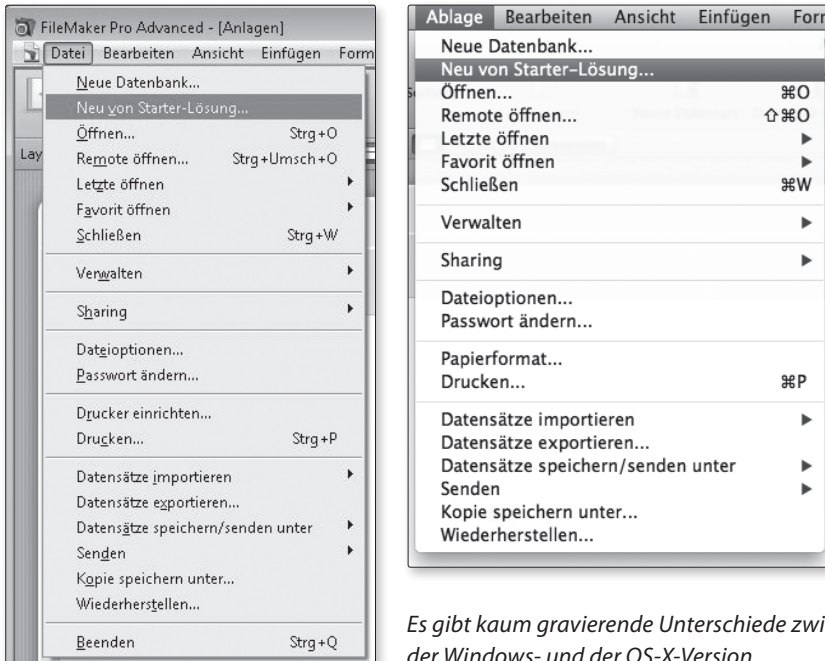 FileMaker Pro Advanced - [Anlagen]
Datei Bearbeiten Ansicht Einfügen Form
Lay
Neue Datenbank...
Neu von Starter-Lösung...
Öffnen... Strg+O
Remote öffnen... Strg+Umsch+O
Letzte öffnen
Favorit öffnen
Schließen Strg+W
Verwalten
Sharing
Dateioptionen...
Passwort ändern...
Drucker einrichten...
Drucken... Strg+P
Datensätze importieren
Datensätze exportieren...
Datensätze speichern/senden unter
Senden
Kopie speichern unter...
Wiederherstellen...
Beenden Strg+Q
Ablage Bearbeiten Ansicht Einfügen Forr
Neue Datenbank...
Neu von Starter-Lösung...
Öffnen... ⌘O
Remote öffnen... ⇧⌘O
Letzte öffnen
Favorit öffnen
Schließen ⌘W
Verwalten
Sharing
Dateioptionen...
Passwort ändern...
Papierformat...
Drucken... ⌘P
Datensätze importieren
Datensätze exportieren...
Datensätze speichern/senden unter
Senden
Kopie speichern unter...
Wiederherstellen...
Es gibt kaum gravierende Unterschiede zwi
der Windows- und der OS-X-Version